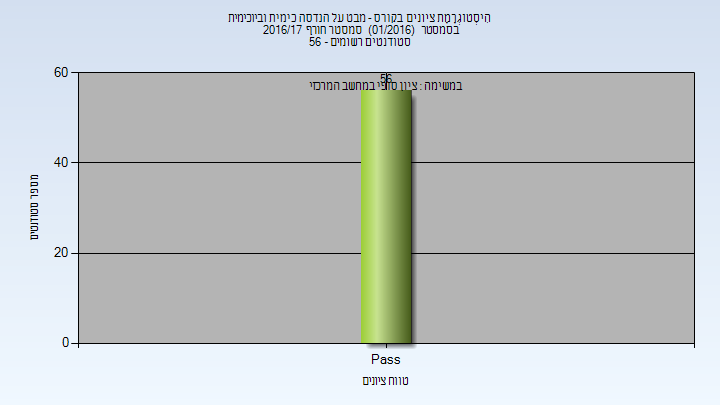 היסטוגרמת ציונים בקורס - מבט על הנדסה כימית וביוכימית
בסמסטר (01/2016) סמסטר חורף 2016/17
סטודנטים רשומים - 56
56
במשימה : ציון סופי במחשב המרכזי
60
40
20
0
מספר סטודנטים
Pass
טווח ציונים